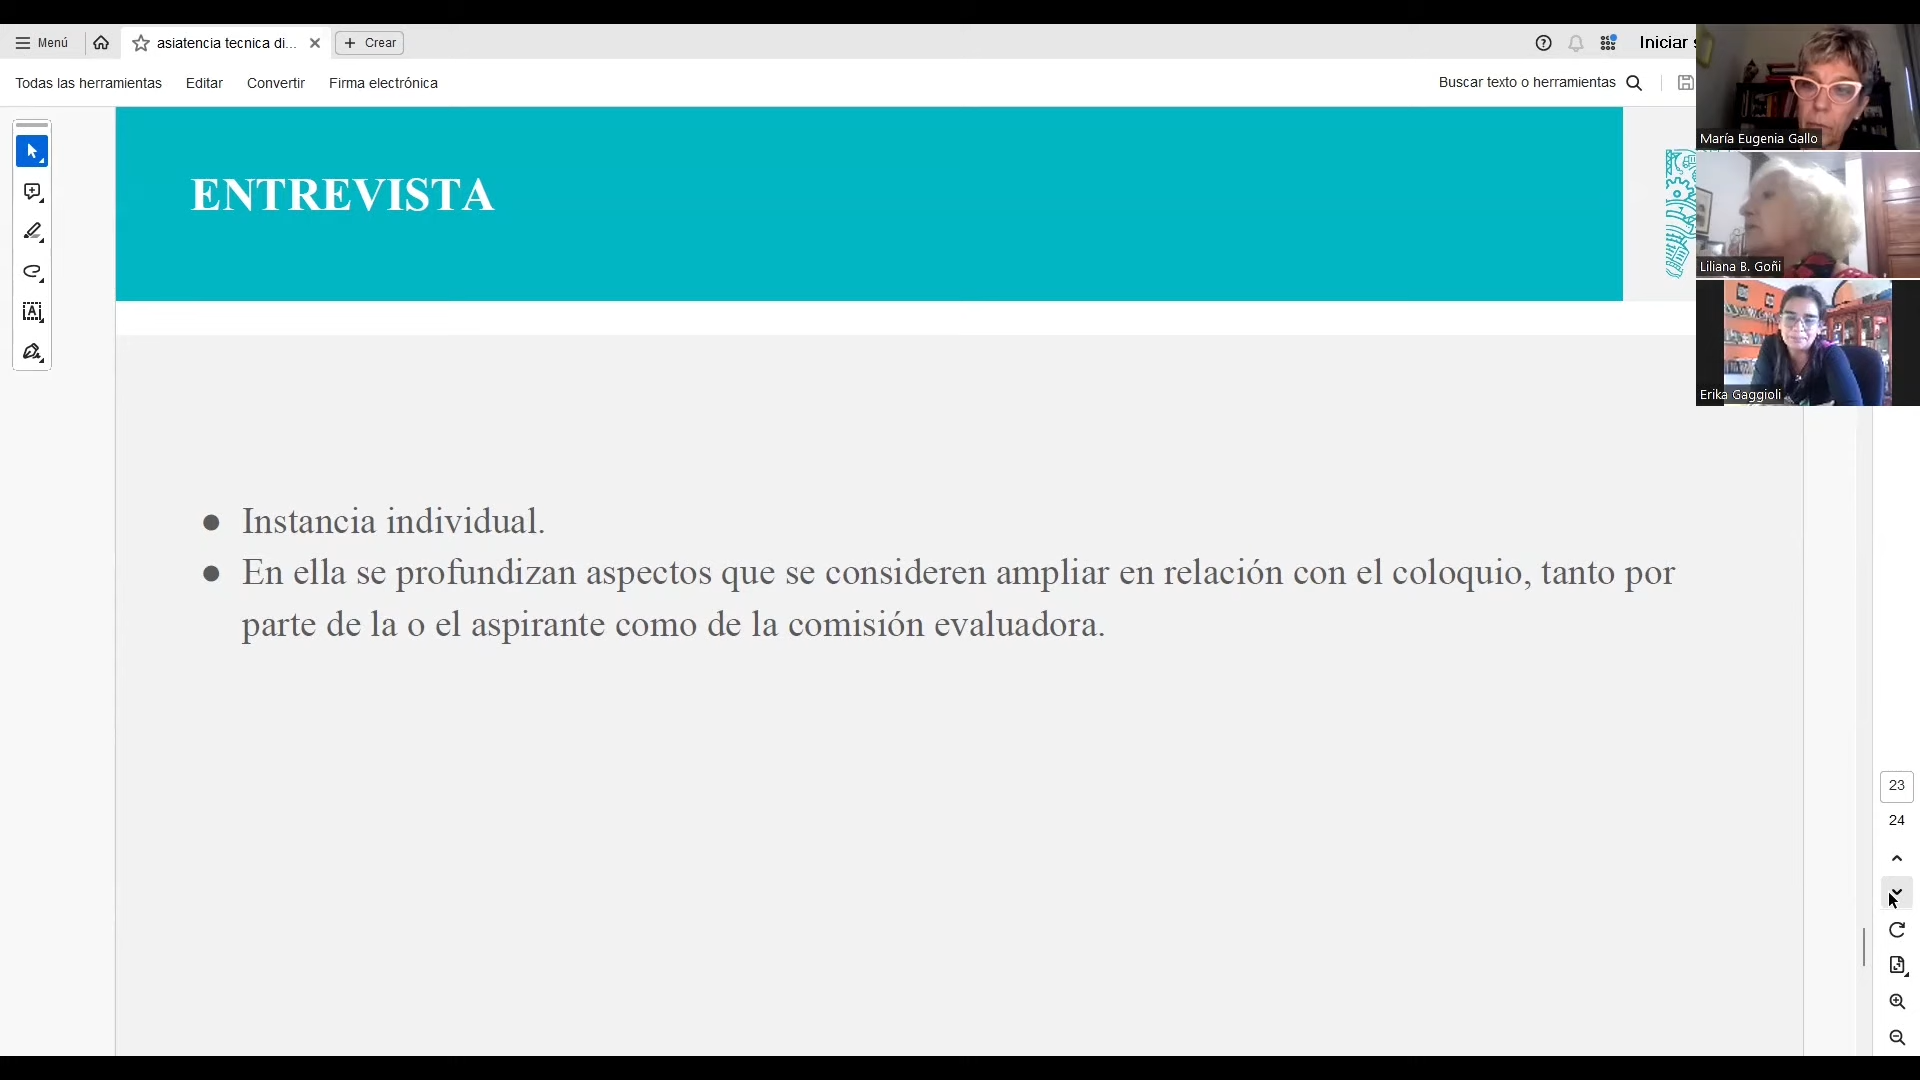 Menú
asiatencia tecnica di...
Crear
Iniciar s
Todas las herramientas
Editar
Convertir
Firma electrónica
Buscar texto o herramientas
María Eugenia Gallo
Liliana B. Goñi
Erika Gaggioli
ENTREVISTA
● Instancia individual.
● En ella se profundizan aspectos que se consideren ampliar en relación con el coloquio, tanto por
parte de la o el aspirante como de la comisión evaluadora.
23
24